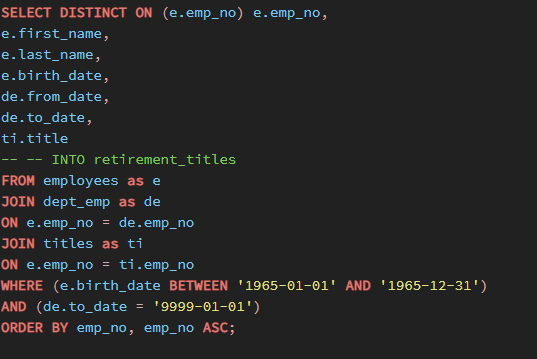 SELECT DISTINCT ON (e.emp_no) e.emp_no,
e.first_name,
e.last_name,
e.birth_date,
de.from_date,
de.to_date,
ti.title
-- -- INTO retirement_titles
FROM employees as e
JOIN dept_emp as de
ON e.emp_no = de.emp_no
JOIN titles as ti
ON e.emp_no = ti.emp_no
WHERE (e.birth_date BETWEEN '1965-01-01' AND '1965-12-31')
AND (de.to_date = '9999-01-01')
ORDER BY emp_no, emp_no ASC;